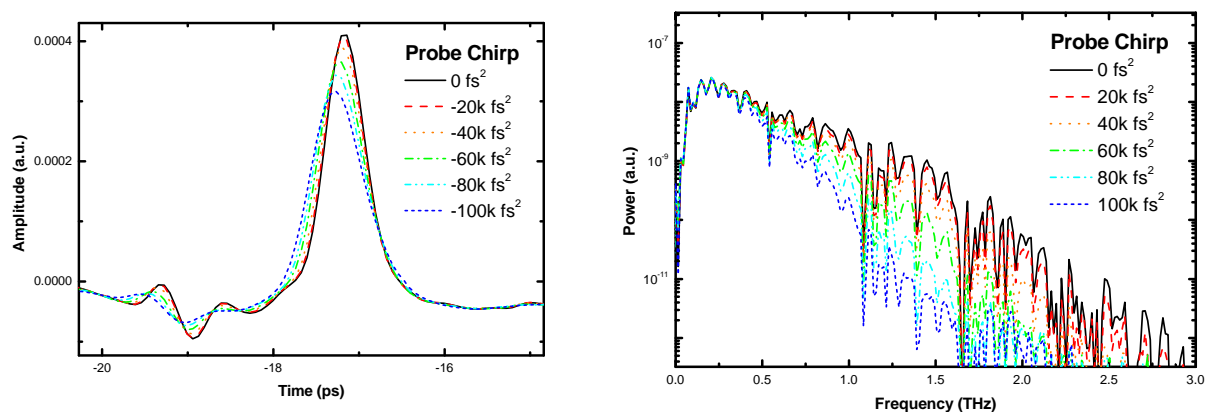 0.0004
0.0002
0.0000
Amplitude (a.u.)
-20
-18
-16
Time (ps)
Probe Chirp
0 fs²
-20k fs²
-40k fs²
-60k fs²
-80k fs²
-100k fs²
10⁻⁷
10⁻⁹
10⁻¹¹
Power (a.u.)
0.0
0.5
1.0
1.5
2.0
2.5
3.0
Frequency (THz)
Probe Chirp
0 fs²
20k fs²
40k fs²
60k fs²
80k fs²
100k fs²